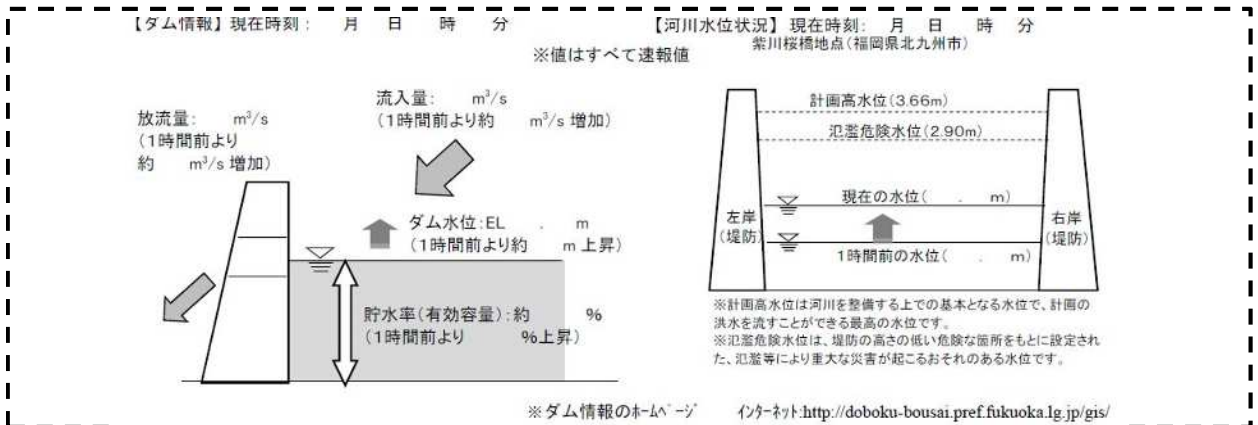 【ダム情報】現在時刻： 月 日 時 分
【河川水位状況】現在時刻： 月 日 時 分
紫川桜橋地点(福岡県北九州市)
※値はすべて速報値
放流量： m³/s
(1時間前より
約 m³/s 増加)
流入量： m³/s
(1時間前より約 m³/s 増加)
ダム水位：EL . m
(1時間前より約 m 上昇)
貯水率(有効容量)：約 %
(1時間前より %上昇)
計画高水位(3.66m)
氾濫危険水位(2.90m)
現在の水位( . m)
左岸
(堤防)
右岸
(堤防)
1時間前の水位( . m)
※計画高水位は河川を整備する上での基本となる水位で、計画の
洪水を流すことができる最高の水位です。
※氾濫危険水位は、堤防の高さの低い危険な箇所をもとに設定され
た、氾濫等により重大な災害が起こるおそれのある水位です。
※ダム情報のﾎｰﾑﾍﾟｰｼﾞ ｲﾝﾀｰﾈｯﾄ:http://doboku-bousai.pref.fukuoka.lg.jp/gis/